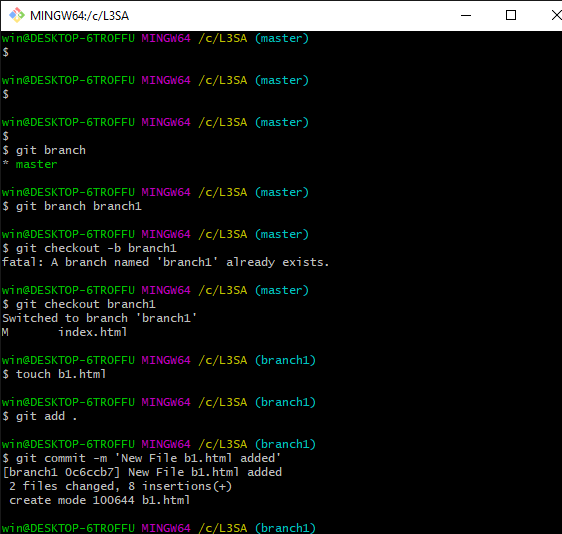 MINGW64:/c/L3SA
win@DESKTOP-6TROFFU MINGW64 /c/L3SA (master)
$
win@DESKTOP-6TROFFU MINGW64 /c/L3SA (master)
$
win@DESKTOP-6TROFFU MINGW64 /c/L3SA (master)
$
$ git branch
* master
win@DESKTOP-6TROFFU MINGW64 /c/L3SA (master)
$ git branch branch1
win@DESKTOP-6TROFFU MINGW64 /c/L3SA (master)
$ git checkout -b branch1
fatal: A branch named 'branch1' already exists.
win@DESKTOP-6TROFFU MINGW64 /c/L3SA (master)
$ git checkout branch1
Switched to branch 'branch1'
M       index.html
win@DESKTOP-6TROFFU MINGW64 /c/L3SA (branch1)
$ touch b1.html
win@DESKTOP-6TROFFU MINGW64 /c/L3SA (branch1)
$ git add .
win@DESKTOP-6TROFFU MINGW64 /c/L3SA (branch1)
$ git commit -m 'New File b1.html added'
[branch1 0c6ccb7] New File b1.html added
 2 files changed, 8 insertions(+)
 create mode 100644 b1.html
win@DESKTOP-6TROFFU MINGW64 /c/L3SA (branch1)